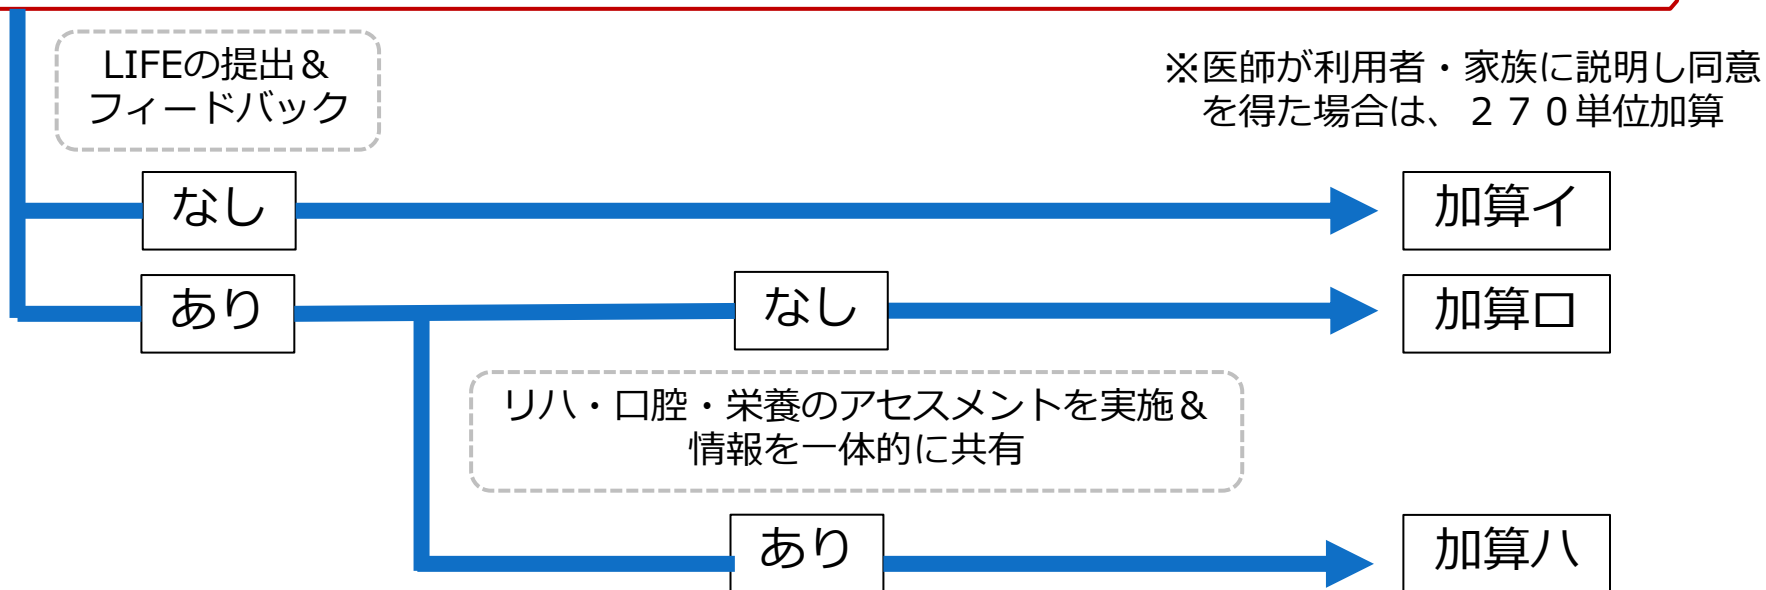 LIFEの提出＆
フィードバック
※医師が利用者・家族に説明し同意
を得た場合は、２７０単位加算
なし
加算イ
あり
なし
加算ロ
リハ・口腔・栄養のアセスメントを実施＆
情報を一体的に共有
あり
加算ハ